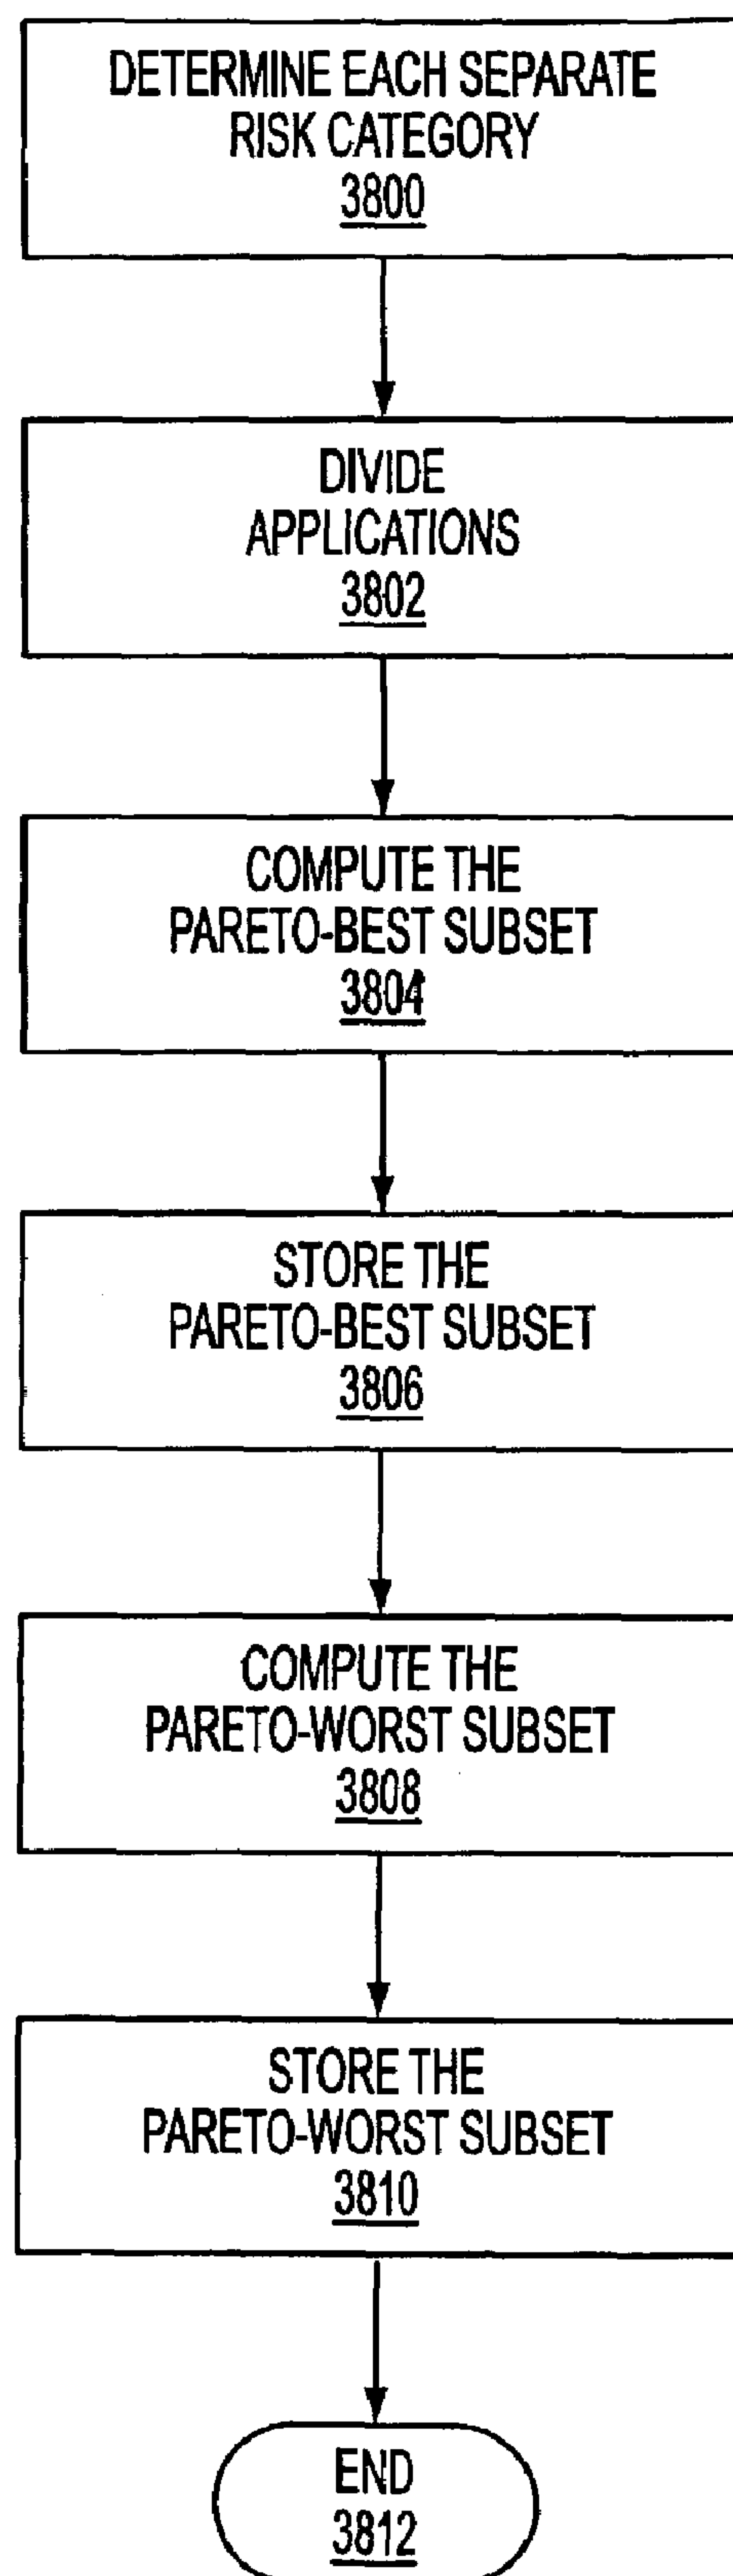 DETERMINE EACH SEPARATE
RISK CATEGORY
3800
DIVIDE
APPLICATIONS
3802
COMPUTE THE
PARETO-BEST SUBSET
3804
STORE THE
PARETO-BEST SUBSET
3806
COMPUTE THE
PARETO-WORST SUBSET
3808
STORE THE
PARETO-WORST SUBSET
3810
END
3812